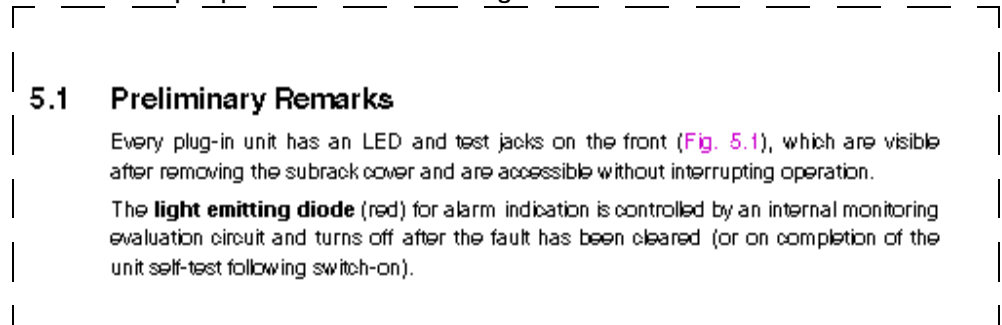 5.1 Preliminary Remarks
Every plug-in unit has an LED and test jacks on the front (Fig. 5.1), which are visible
after removing the subrack cover and are accessible without interrupting operation.
The light emitting diode (red) for alarm indication is controlled by an internal monitoring
evaluation circuit and turns off after the fault has been cleared (or on completion of the
unit self-test following switch-on).